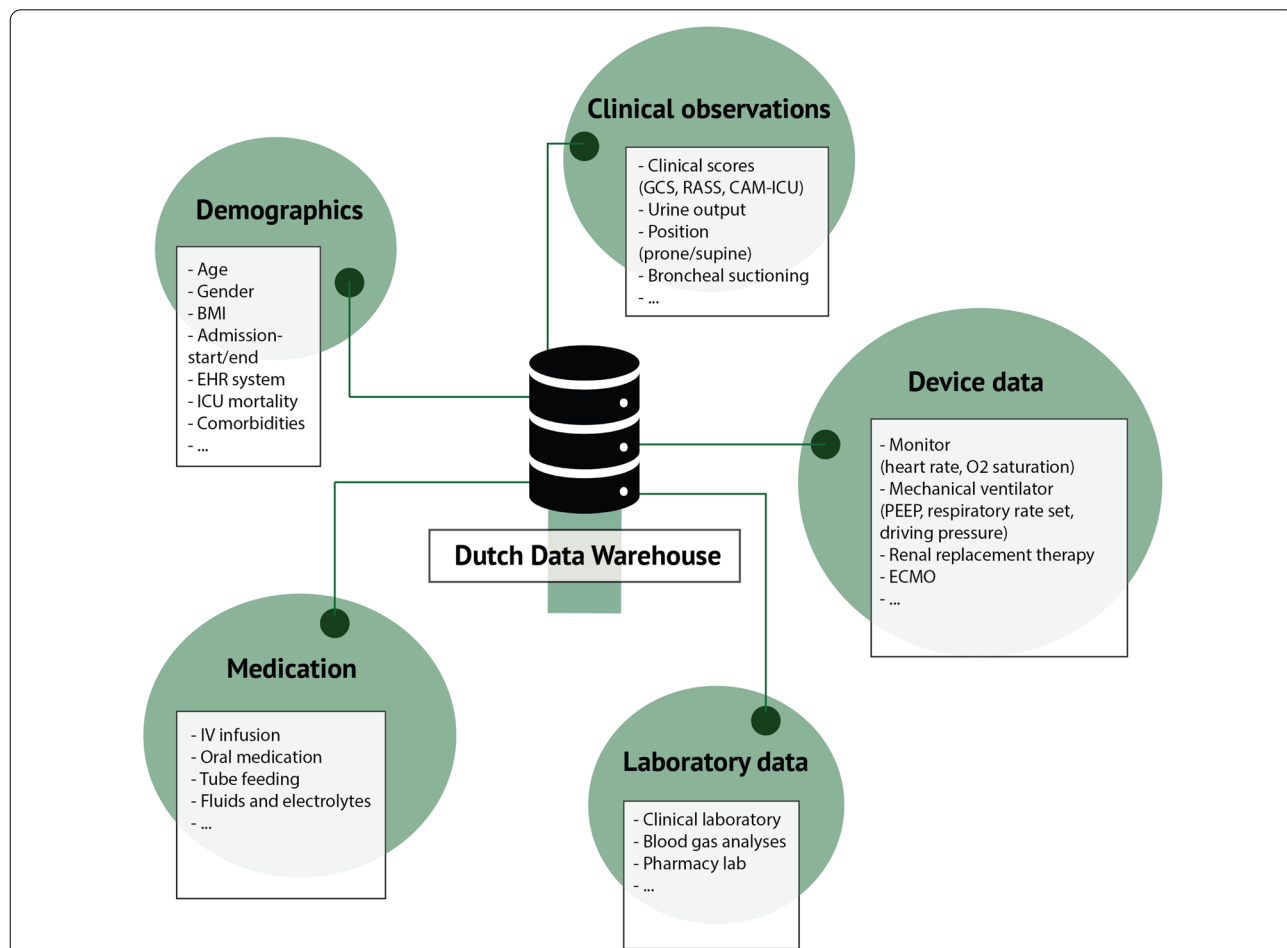 Clinical observations
- Clinical scores
(GCS, RASS, CAM-ICU)
- Urine output
- Position
(prone/supine)
- Broncheal suctioning
- ...
Demographics
- Age
- Gender
- BMI
- Admission-
start/end
- EHR system
- ICU mortality
- Comorbidities
- ...
Device data
- Monitor
(heart rate, O2 saturation)
- Mechanical ventilator
(PEEP, respiratory rate set,
driving pressure)
- Renal replacement therapy
- ECMO
- ...
Dutch Data Warehouse
Medication
- IV infusion
- Oral medication
- Tube feeding
- Fluids and electrolytes
- ...
Laboratory data
- Clinical laboratory
- Blood gas analyses
- Pharmacy lab
- ...